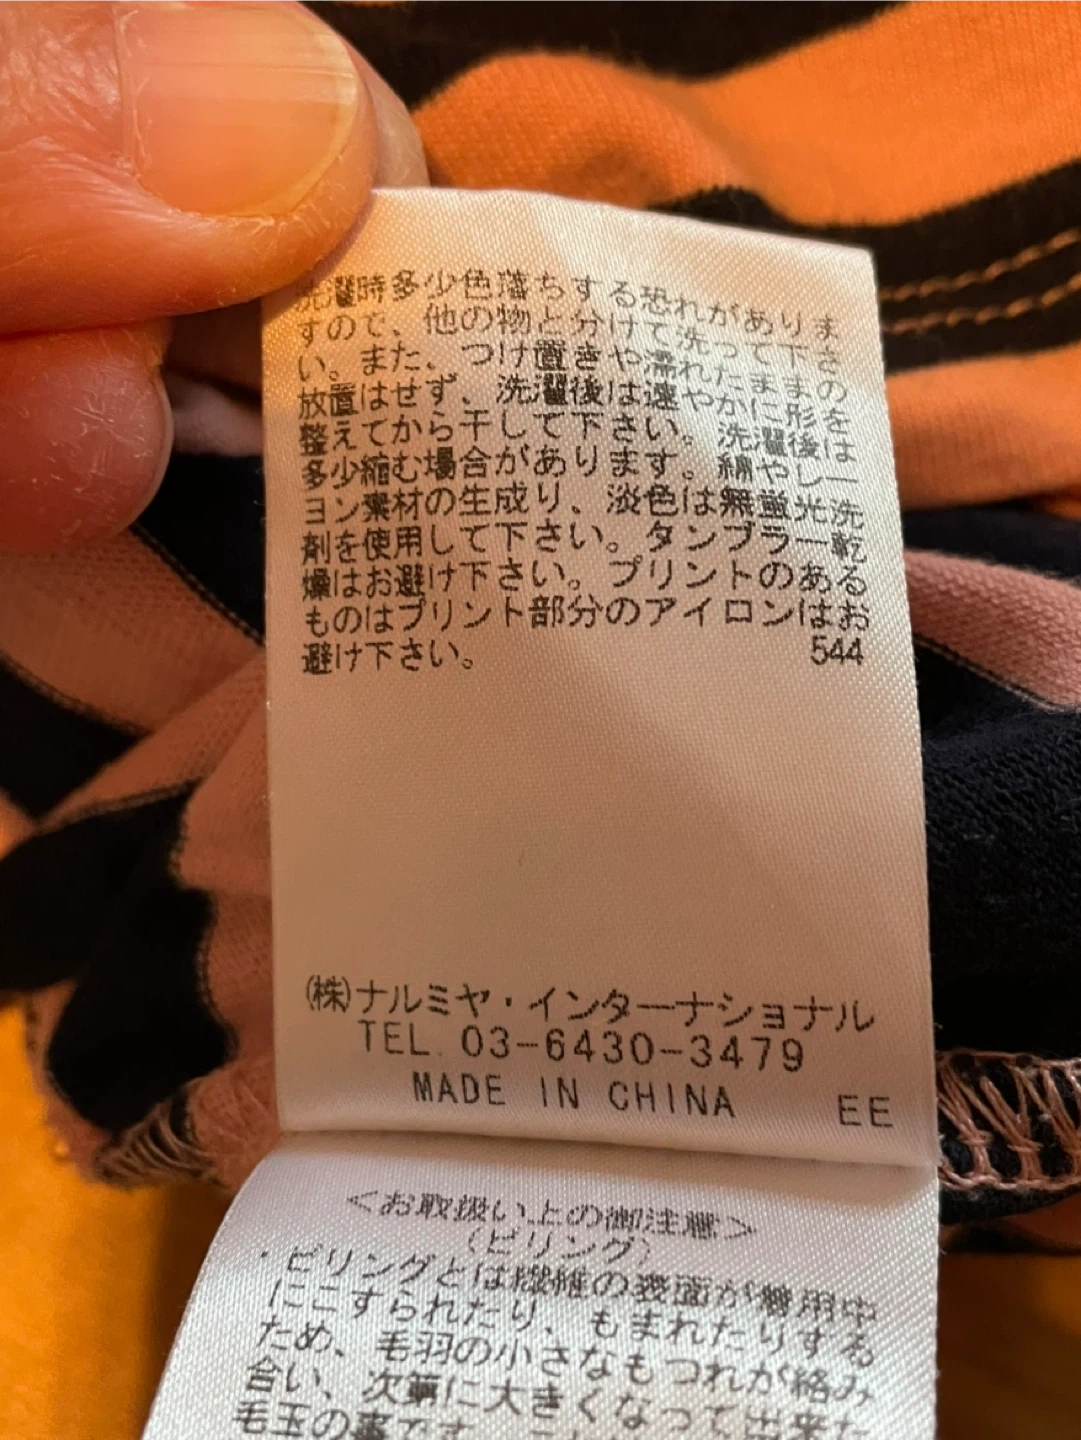 洗濯時多少色落ちする恐れがありま
すので、他の物と分けて洗って下さ
い。また、つけ置きや濡れたままの
放置はせず、洗濯後は速やかに形を
整えてから干して下さい。洗濯後は
多少縮む場合があります。綿やレー
ヨン素材の生成り、淡色は無蛍光洗
剤を使用して下さい。タンブラー乾
燥はお避け下さい。プリントのある
ものはプリント部分のアイロンはお
避け下さい。 544
(株)ナルミヤ・インターナショナル
TEL. 03-6430-3479
MADE IN CHINA EE
<お取扱い上の御注意>
(ピリング)
・ピリングとは繊維の表面が着用中
にこすられたり、もまれたりする
ため、毛羽の小さなもつれが絡み
合い、次第に大きくなって出来た
毛玉の事です。